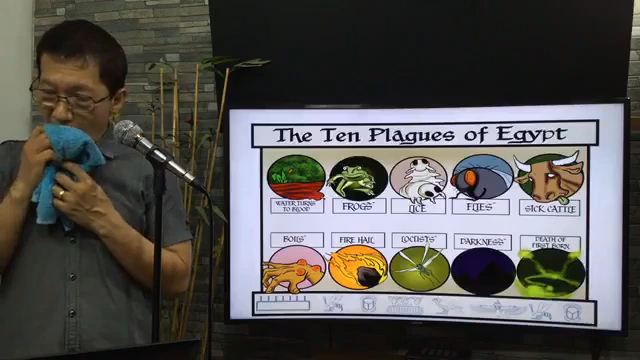 The Ten Plagues of Egypt
WATER TURNS
TO BLOOD
FROGS
LICE
FLIES
SICK CATTLE
BOILS
FIRE HAIL
LOCUSTS
DARKNESS
DEATH OF
FIRST BORN